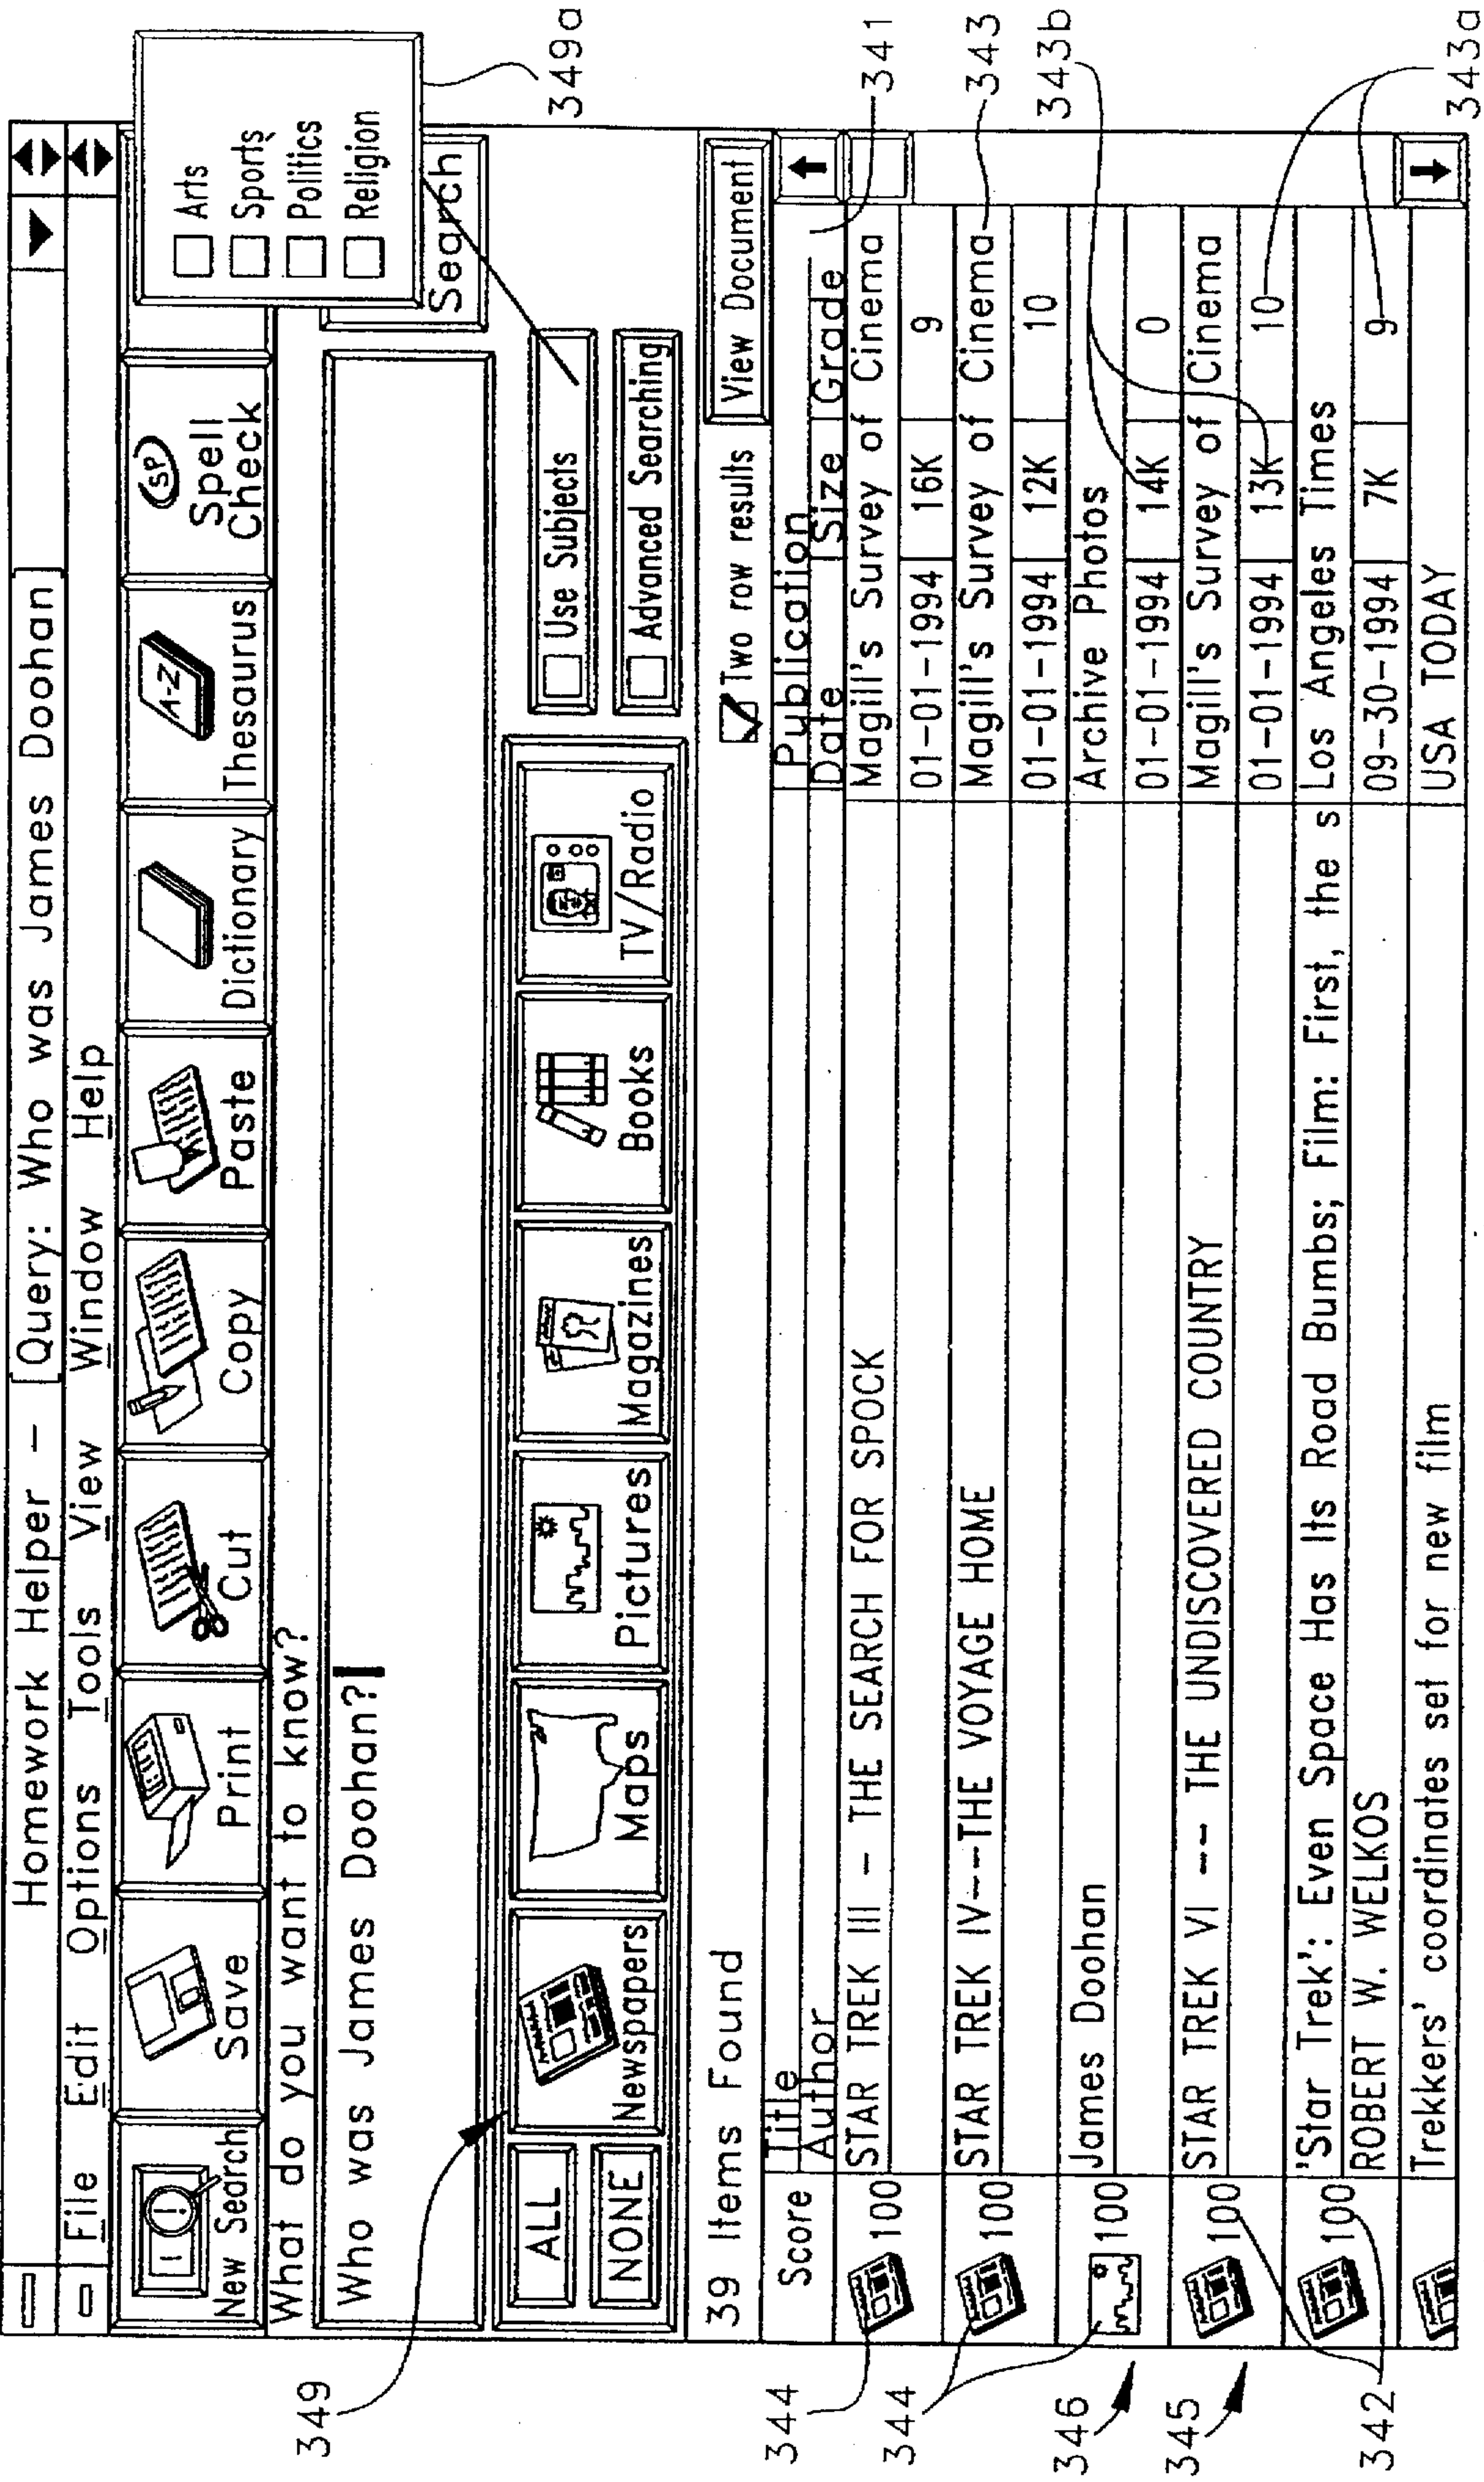 Homework Helper - [Query: Who was James Doohan]
File Edit Options Tools View Window Help
New Search Save Print Cut Copy Paste Dictionary Thesaurus Spell Check
A-Z
SP
Arts
Sports
Politics
Religion
349a
What do you want to know?
Who was James Doohan?
Search
349
ALL
NONE
Newspapers Maps Pictures Magazines Books TV/Radio
Use Subjects
Advanced Searching
39 Items Found Two row results View Document
Score Title Publication
Author Date Size Grade
341
344 100 STAR TREK III - THE SEARCH FOR SPOCK Magill's Survey of Cinema
01-01-1994 16K 9
344 100 STAR TREK IV--THE VOYAGE HOME Magill's Survey of Cinema 343
01-01-1994 12K 10
346 100 James Doohan Archive Photos 343b
01-01-1994 14K 0
345 100 STAR TREK VI -- THE UNDISCOVERED COUNTRY Magill's Survey of Cinema
01-01-1994 13K 10
342 100 'Star Trek': Even Space Has Its Road Bumbs; Film: First, the s Los Angeles Times
ROBERT W. WELKOS 09-30-1994 7K 9
343a
Trekkers' coordinates set for new film USA TODAY